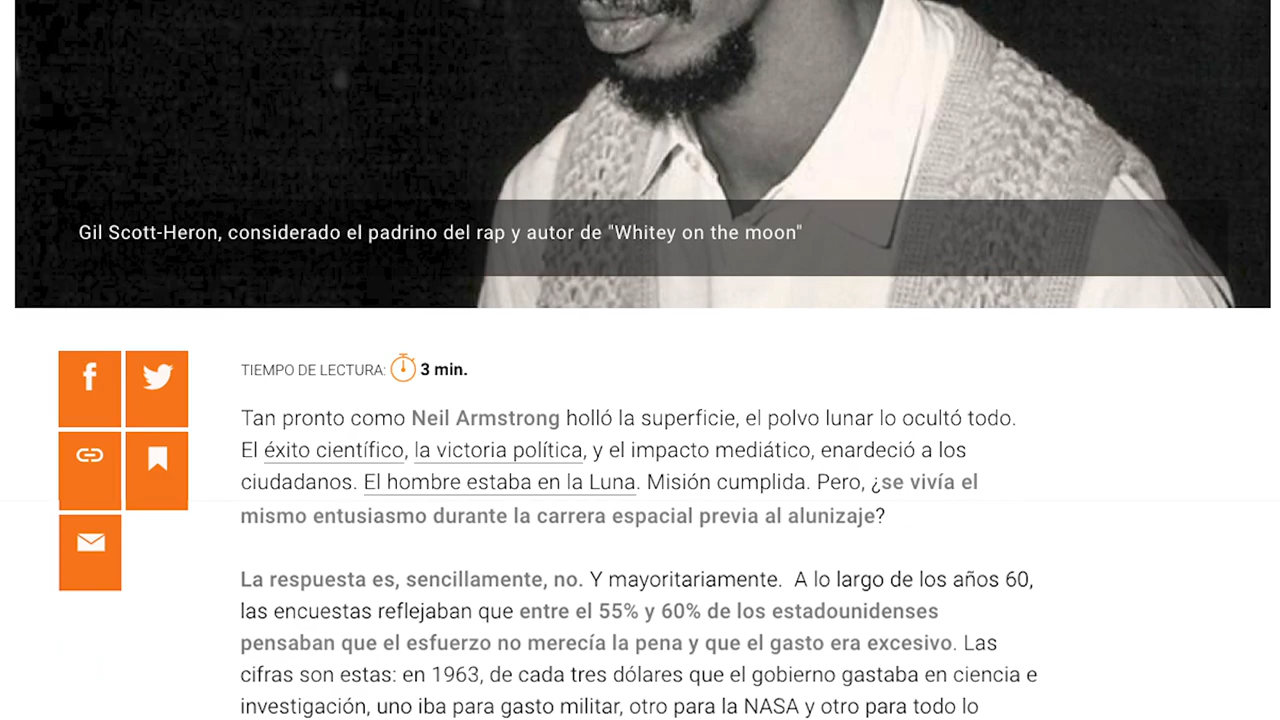 Gil Scott-Heron, considerado el padrino del rap y autor de "Whitey on the moon"
TIEMPO DE LECTURA: 3 min.
Tan pronto como Neil Armstrong holló la superficie, el polvo lunar lo ocultó todo.
El éxito científico, la victoria política, y el impacto mediático, enardeció a los
ciudadanos. El hombre estaba en la Luna. Misión cumplida. Pero, ¿se vivía el
mismo entusiasmo durante la carrera espacial previa al alunizaje?
La respuesta es, sencillamente, no. Y mayoritariamente. A lo largo de los años 60,
las encuestas reflejaban que entre el 55% y 60% de los estadounidenses
pensaban que el esfuerzo no merecía la pena y que el gasto era excesivo. Las
cifras son estas: en 1963, de cada tres dólares que el gobierno gastaba en ciencia e
investigación, uno iba para gasto militar, otro para la NASA y otro para todo lo